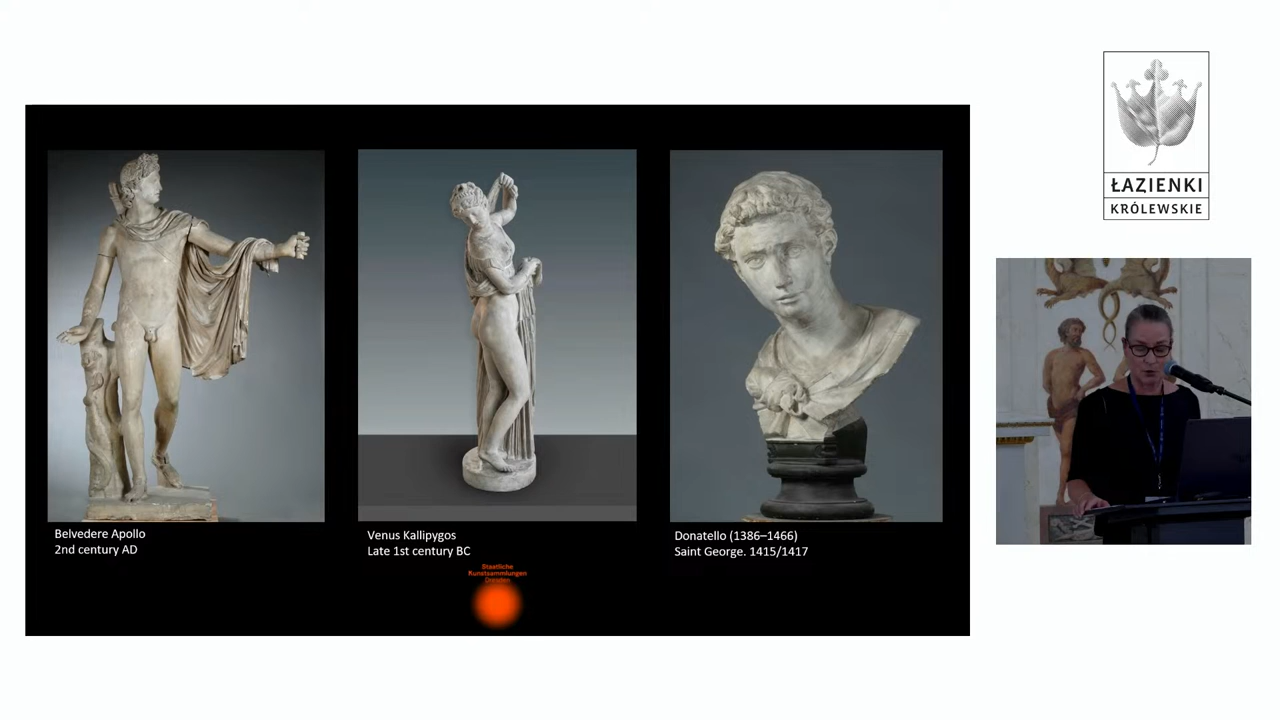 ŁAZIENKI
KRÓLEWSKIE
Belvedere Apollo
2nd century AD
Venus Kallipygos
Late 1st century BC
Donatello (1386–1466)
Saint George. 1415/1417
Staatliche
Kunstsammlungen
Dresden